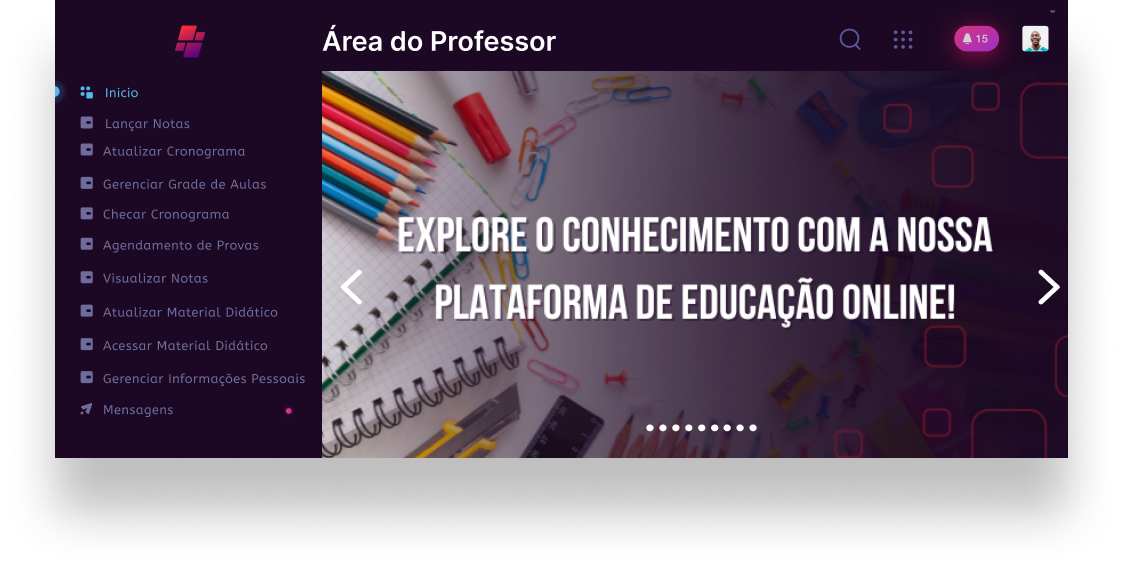 Área do Professor
15
Inicio
Lançar Notas
Atualizar Cronograma
Gerenciar Grade de Aulas
Checar Cronograma
Agendamento de Provas
Visualizar Notas
Atualizar Material Didático
Acessar Material Didático
Gerenciar Informações Pessoais
Mensagens
EXPLORE O CONHECIMENTO COM A NOSSA
PLATAFORMA DE EDUCAÇÃO ONLINE!